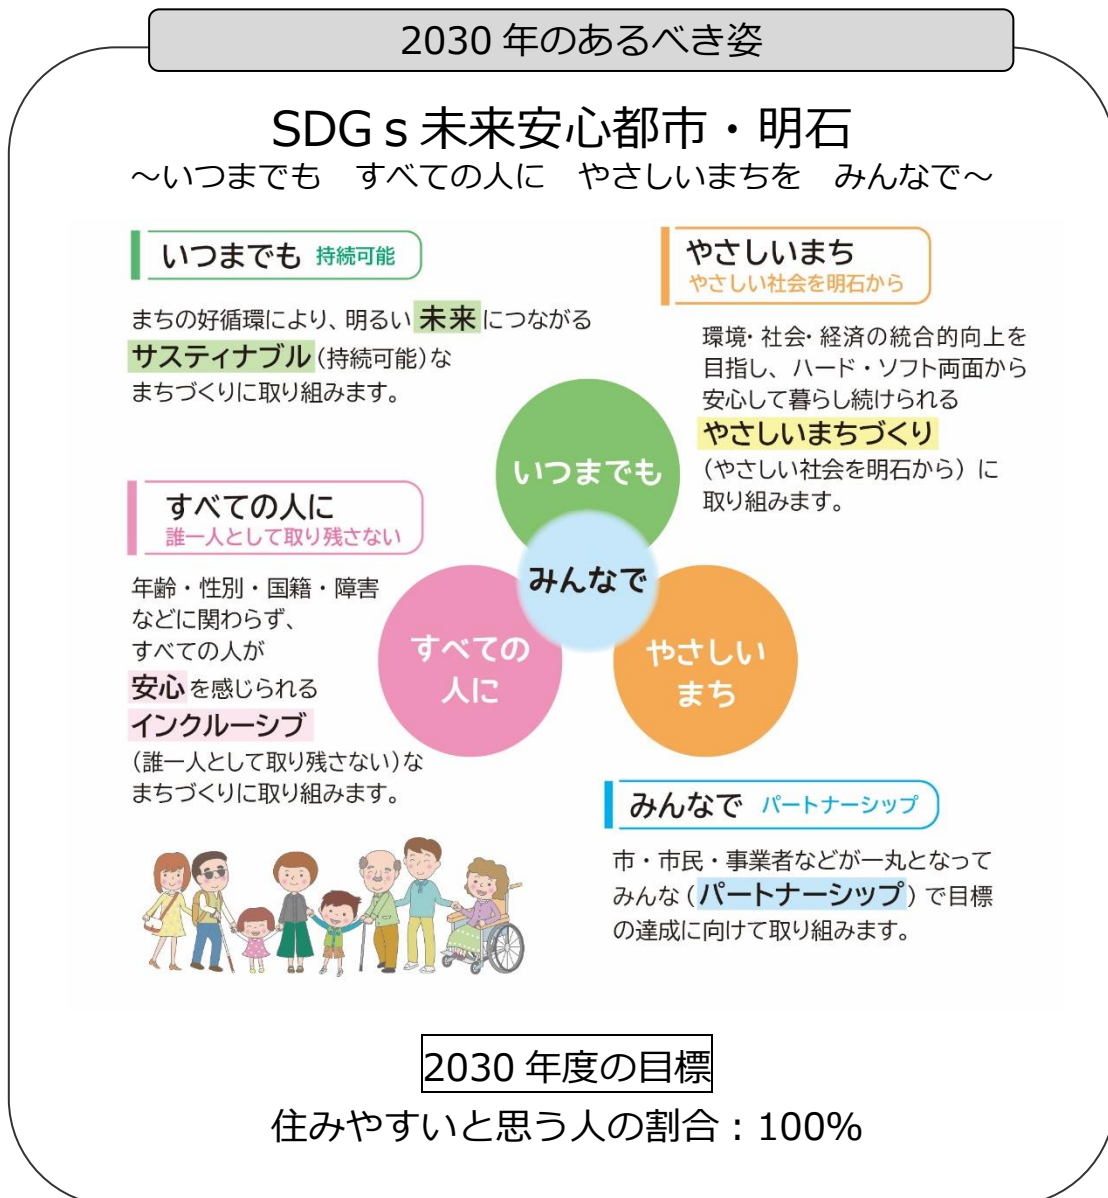 2030 年のあるべき姿
SDGｓ未来安心都市・明石
～いつまでも　すべての人に　やさしいまちを　みんなで～
いつまでも 持続可能
まちの好循環により、明るい 未来 につながる
サスティナブル (持続可能)な
まちづくりに取り組みます。
すべての人に
誰一人として取り残さない
年齢・性別・国籍・障害
などに関わらず、
すべての人が
安心 を感じられる
インクルーシブ
(誰一人として取り残さない)な
まちづくりに取り組みます。
やさしいまち
やさしい社会を明石から
環境・社会・経済の統合的向上を
目指し、ハード・ソフト両面から
安心して暮らし続けられる
やさしいまちづくり
（やさしい社会を明石から）に
取り組みます。
いつまでも
みんなで
すべての
人に
やさしい
まち
みんなで パートナーシップ
市・市民・事業者などが一丸となって
みんな（パートナーシップ）で目標
の達成に向けて取り組みます。
2030 年度の目標
住みやすいと思う人の割合：100%